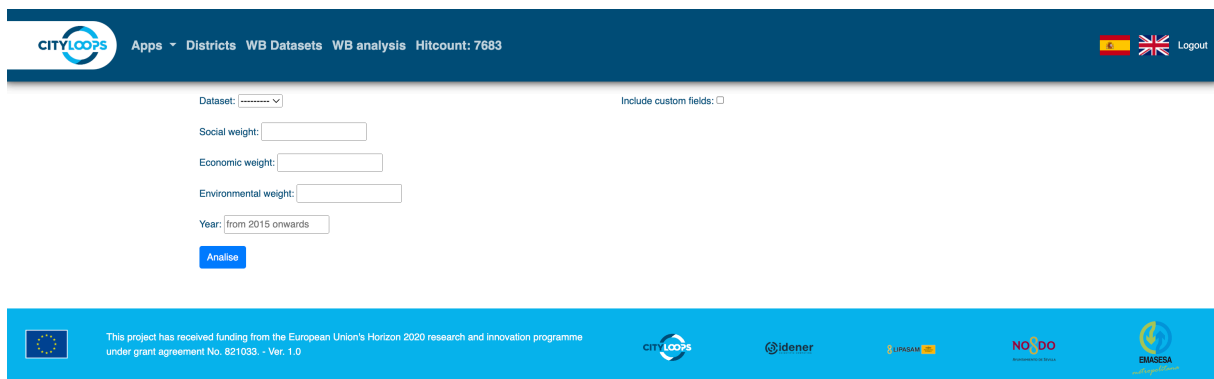 CITYLOOPS Apps Districts WB Datasets WB analysis Hitcount: 7683 Logout
Dataset: --------- Include custom fields:
Social weight:
Economic weight:
Environmental weight:
Year: from 2015 onwards
Analise
This project has received funding from the European Union's Horizon 2020 research and innovation programme
under grant agreement No. 821033. - Ver. 1.0
CITYLOOPS
idener
LIPASAM
NO8DO
EMASESA
metropolitana